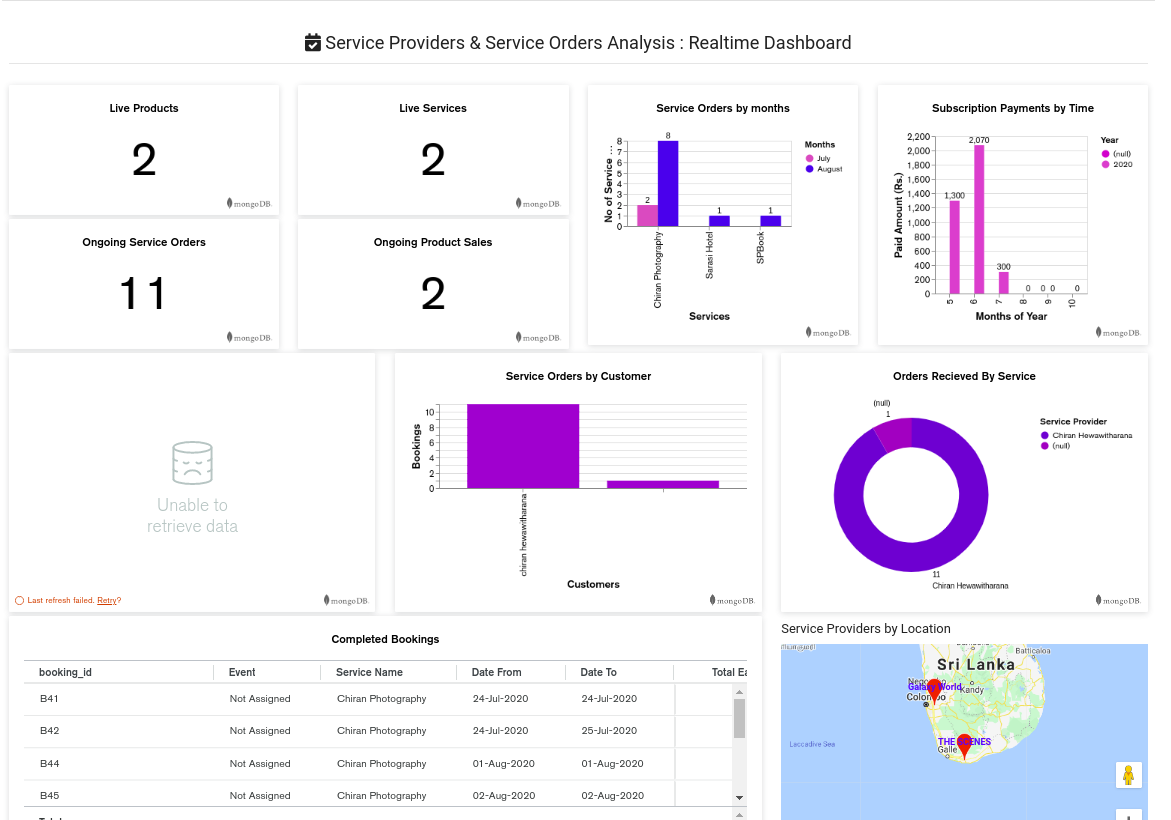 Service Providers & Service Orders Analysis : Realtime Dashboard
Live Products
2
mongoDB.
Live Services
2
mongoDB.
Ongoing Service Orders
11
mongoDB.
Ongoing Product Sales
2
mongoDB.
Service Orders by months
No of Service ...
8
7
6
5
4
3
2
1
0
2
8
1
1
Chiran Photography
Sarasi Hotel
SPBook
Services
Months
July
August
mongoDB.
Subscription Payments by Time
Paid Amount (Rs.)
2,200
2,000
1,800
1,600
1,400
1,200
1,000
800
600
400
200
0
1,300
2,070
300
0
0
0
0
5
6
7
8
9
10
Months of Year
Year
(null)
2020
mongoDB.
Unable to
retrieve data
Last refresh failed. Retry?
mongoDB.
Service Orders by Customer
Bookings
10
8
6
4
2
0
chiran hewawitharana
Customers
mongoDB.
Orders Recieved By Service
(null)
1
11
Chiran Hewawitharana
Service Provider
Chiran Hewawitharana
(null)
mongoDB.
Completed Bookings
booking_id Event Service Name Date From Date To Total Ea
B41 Not Assigned Chiran Photography 24-Jul-2020 24-Jul-2020
B42 Not Assigned Chiran Photography 24-Jul-2020 25-Jul-2020
B44 Not Assigned Chiran Photography 01-Aug-2020 01-Aug-2020
B45 Not Assigned Chiran Photography 02-Aug-2020 02-Aug-2020
Service Providers by Location
Batticaloa
Sri Lanka
Galaxy World
Kandy
Colombo
THE SCENES
Laccadive Sea
Galle